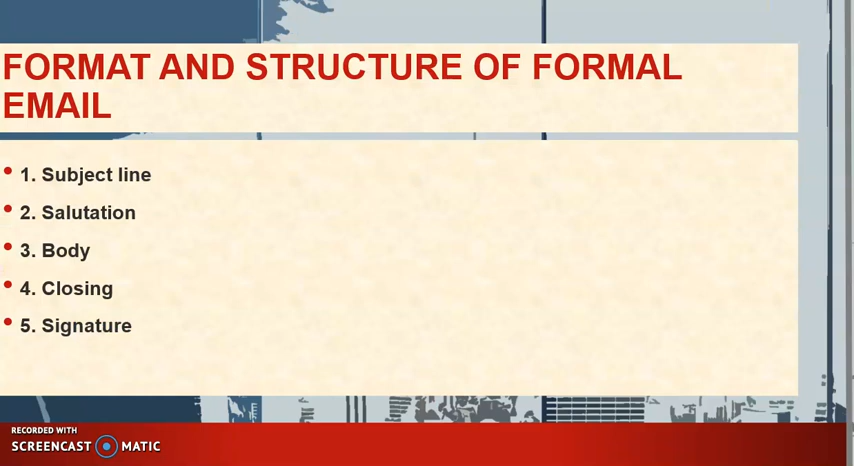 FORMAT AND STRUCTURE OF FORMAL
EMAIL
• 1. Subject line
• 2. Salutation
• 3. Body
• 4. Closing
• 5. Signature
RECORDED WITH
SCREENCAST MATIC